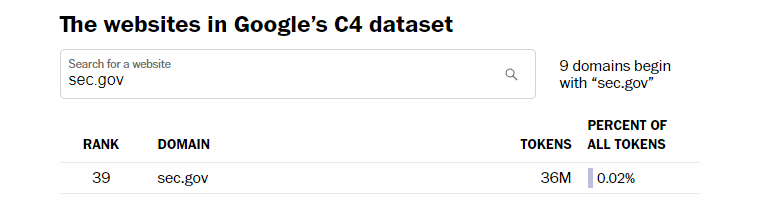 The websites in Google’s C4 dataset
Search for a website
sec.gov
9 domains begin
with “sec.gov”
RANK DOMAIN TOKENS PERCENT OF ALL TOKENS
39 sec.gov 36M 0.02%